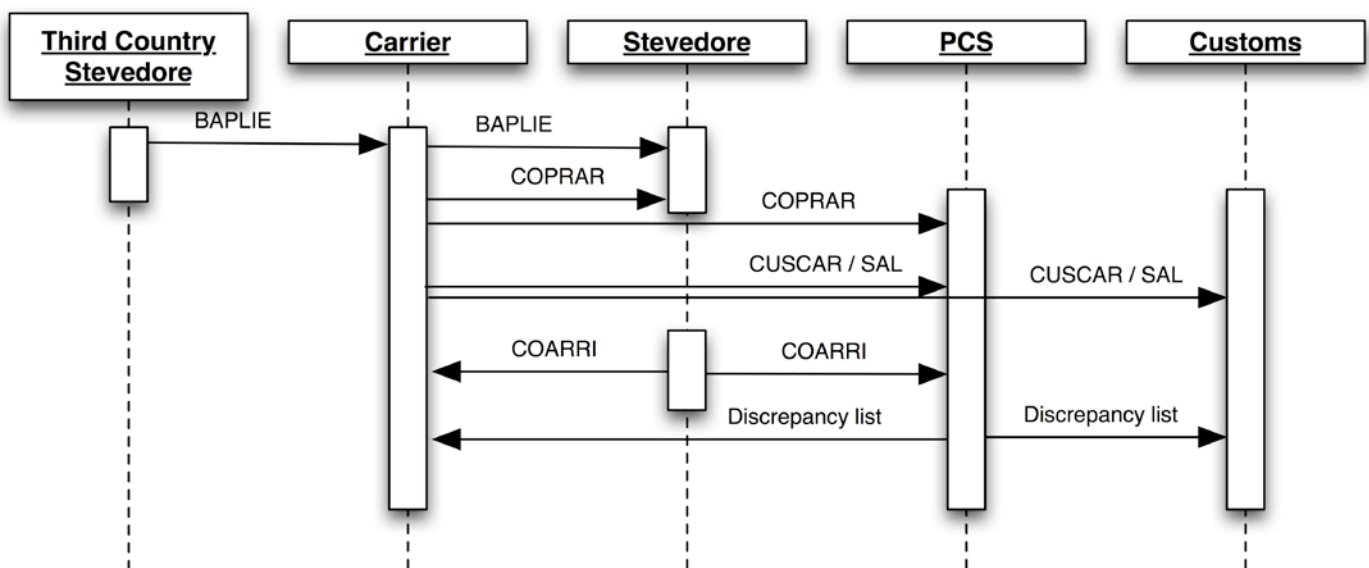 Third Country
Stevedore
Carrier
Stevedore
PCS
Customs
BAPLIE
BAPLIE
COPRAR
COPRAR
CUSCAR / SAL
CUSCAR / SAL
COARRI
COARRI
Discrepancy list
Discrepancy list